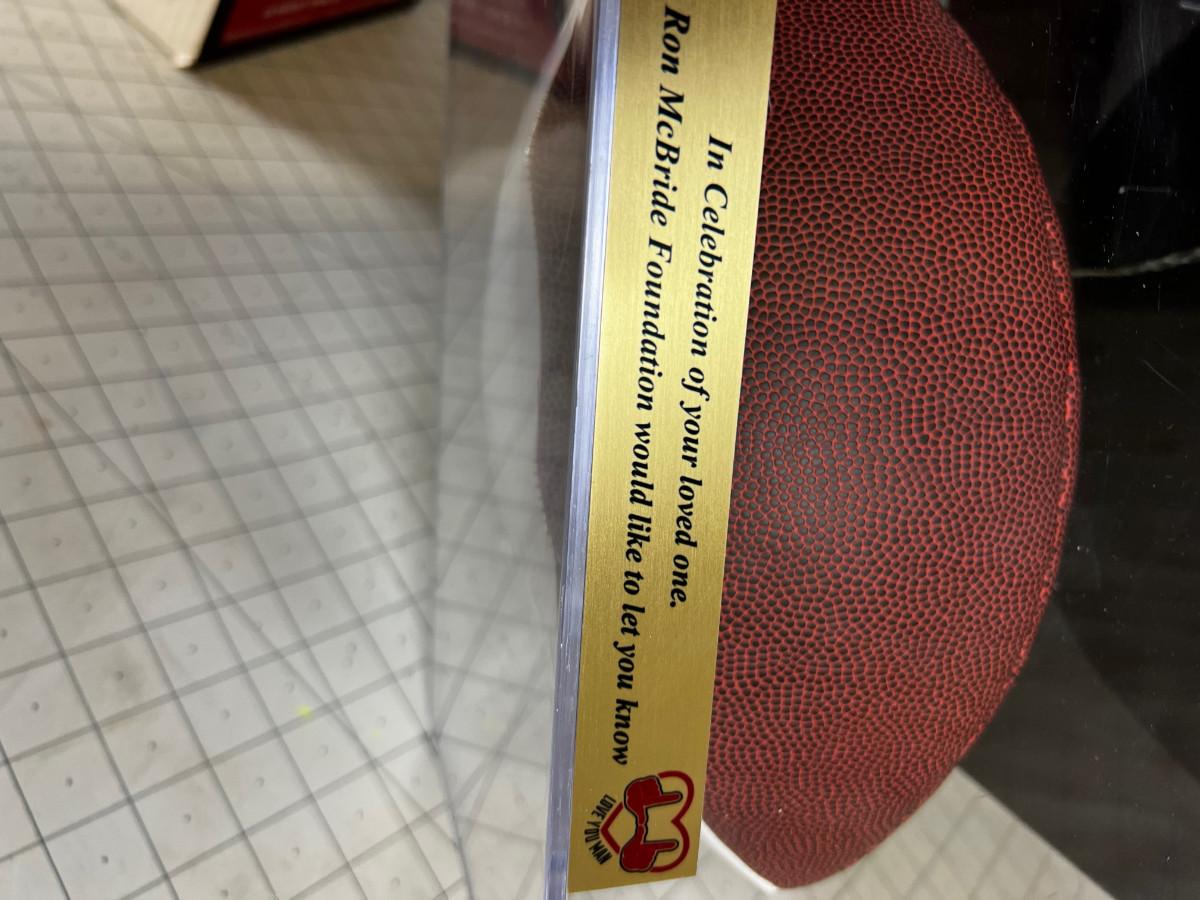 In Celebration of your loved one.
Ron McBride Foundation would like to let you know
LOVE YOU MAN